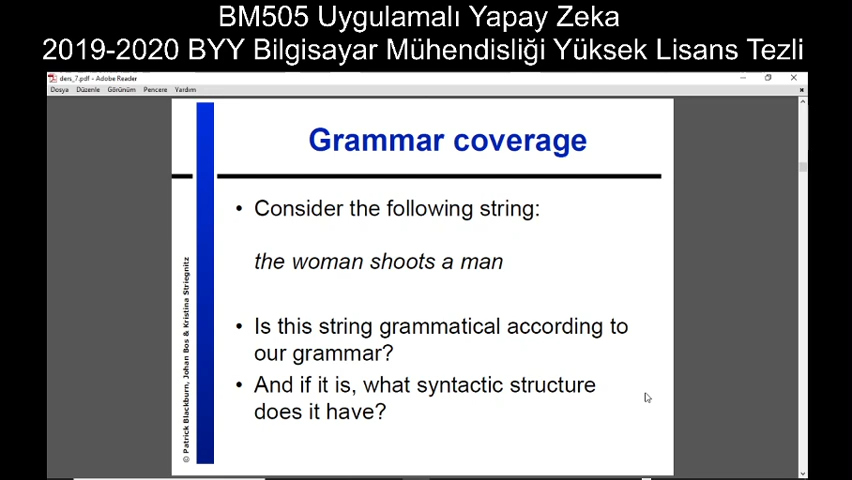 BM505 Uygulamalı Yapay Zeka
2019-2020 BYY Bilgisayar Mühendisliği Yüksek Lisans Tezli
ders_7.pdf - Adobe Reader
Dosya Düzenle Görünüm Pencere Yardım
Grammar coverage
• Consider the following string:
the woman shoots a man
• Is this string grammatical according to
our grammar?
• And if it is, what syntactic structure
does it have?
© Patrick Blackburn, Johan Bos & Kristina Striegnitz